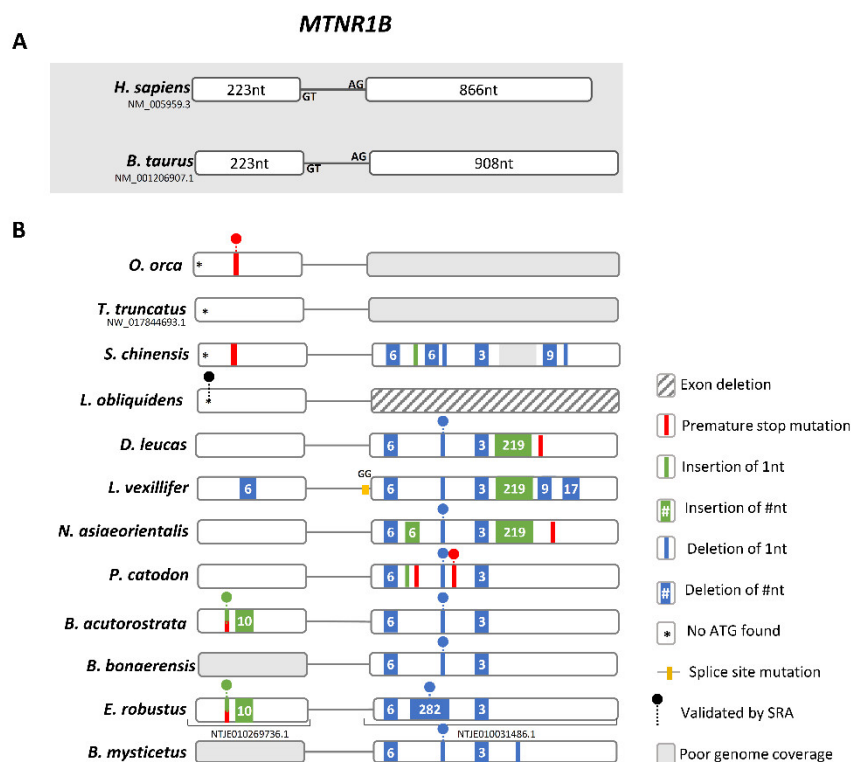 MTNR1B
A
H. sapiens 223nt GT AG 866nt
NM_005959.3
B. taurus 223nt GT AG 908nt
NM_001206907.1
B
O. orca *
T. truncatus *
NW_017844693.1
S. chinensis * 6 6 3 9
L. obliquidens *
D. leucas 6 3 219
GG
L. vexillifer 6 6 3 219 9 17
N. asiaeorientalis 6 6 3 219
P. catodon 6 3
B. acutorostrata 10 6 3
B. bonaerensis 6 3
E. robustus 10 6 282 3
NTJE010269736.1 NTJE010031486.1
B. mysticetus 6 3
Exon deletion
Premature stop mutation
Insertion of 1nt
# Insertion of #nt
Deletion of 1nt
# Deletion of #nt
* No ATG found
Splice site mutation
Validated by SRA
Poor genome coverage